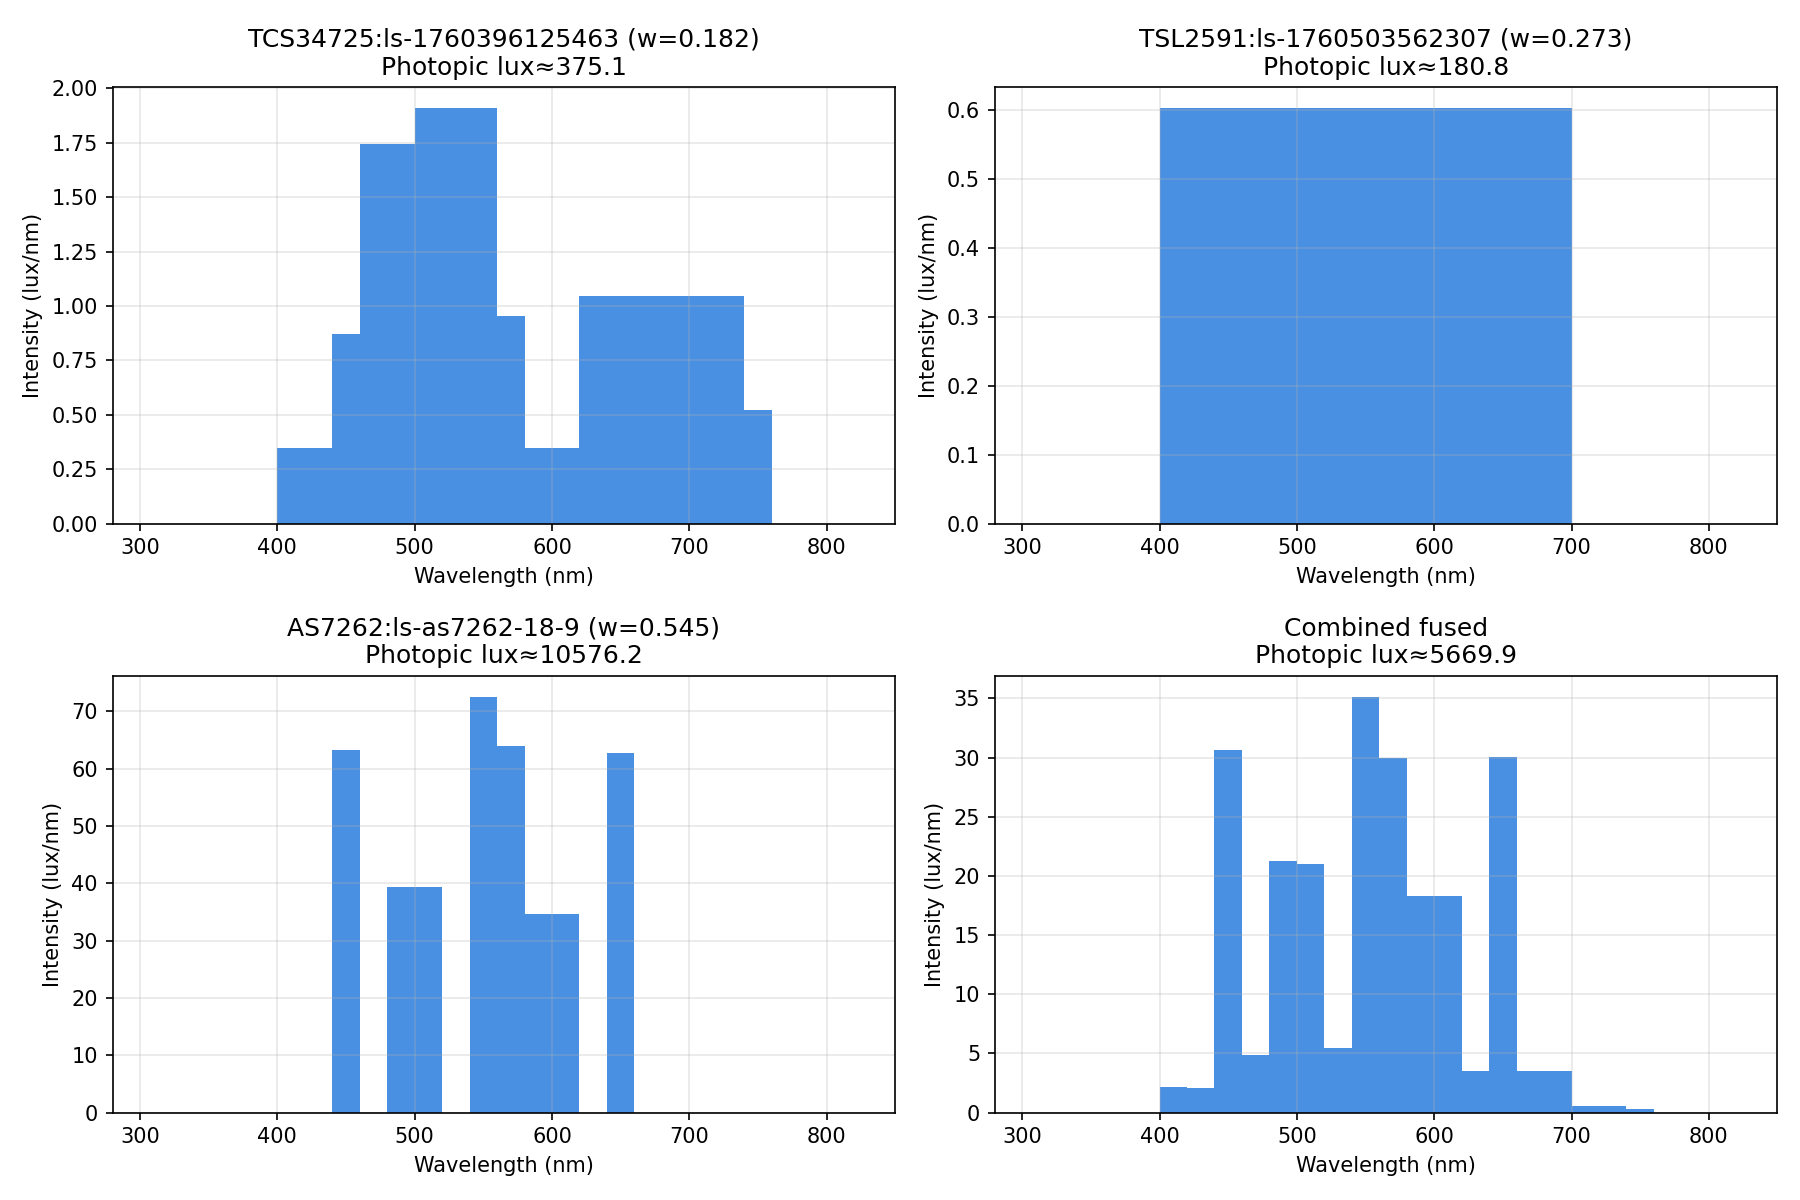 TCS34725:ls-1760396125463 (w=0.182)
Photopic lux≈375.1
Intensity (lux/nm)
2.00
1.75
1.50
1.25
1.00
0.75
0.50
0.25
0.00
300 400 500 600 700 800
Wavelength (nm)
TSL2591:ls-1760503562307 (w=0.273)
Photopic lux≈180.8
Intensity (lux/nm)
0.6
0.5
0.4
0.3
0.2
0.1
0.0
300 400 500 600 700 800
Wavelength (nm)
AS7262:ls-as7262-18-9 (w=0.545)
Photopic lux≈10576.2
Intensity (lux/nm)
70
60
50
40
30
20
10
0
300 400 500 600 700 800
Wavelength (nm)
Combined fused
Photopic lux≈5669.9
Intensity (lux/nm)
35
30
25
20
15
10
5
0
300 400 500 600 700 800
Wavelength (nm)